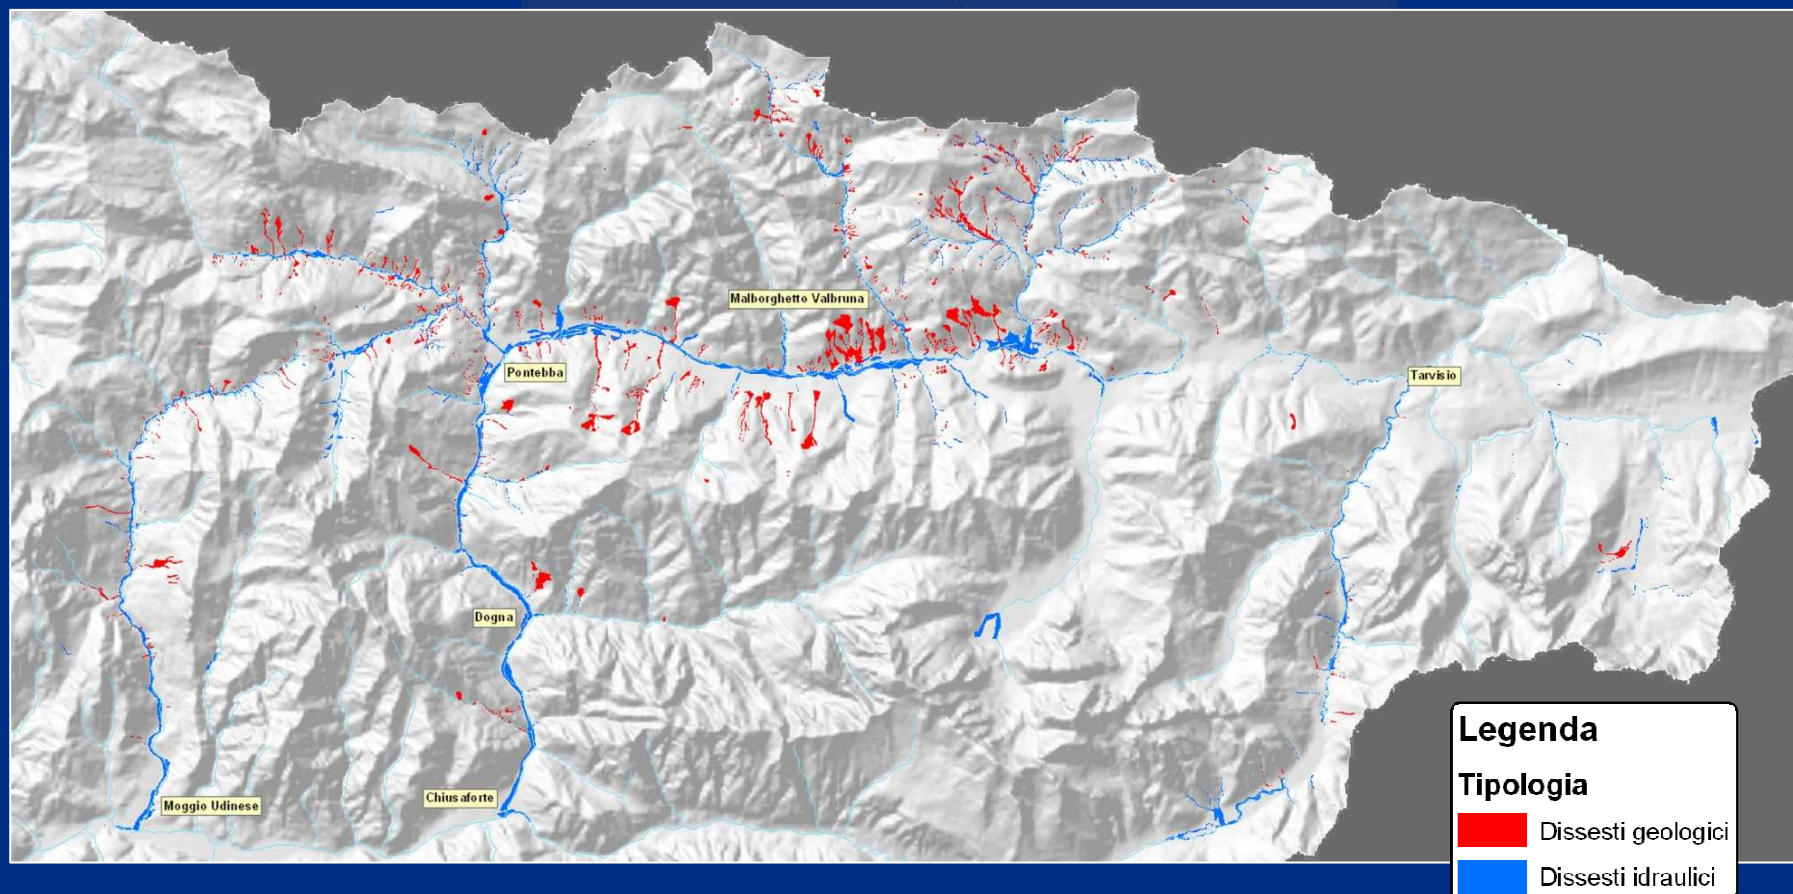 Malborghetto Valbruna
Pontebba
Tarvisio
Dogna
Chiusaforte
Moggio Udinese
Legenda
Tipologia
Dissesti geologici
Dissesti idraulici